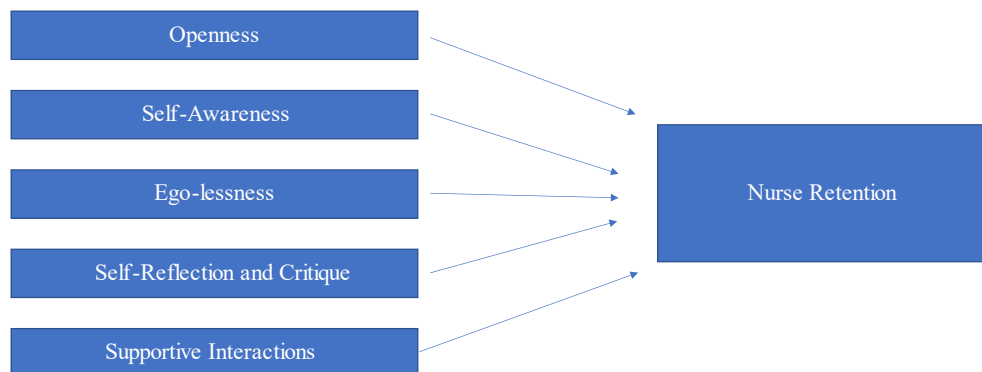 Openness
Self-Awareness
Ego-lessness
Nurse Retention
Self-Reflection and Critique
Supportive Interactions